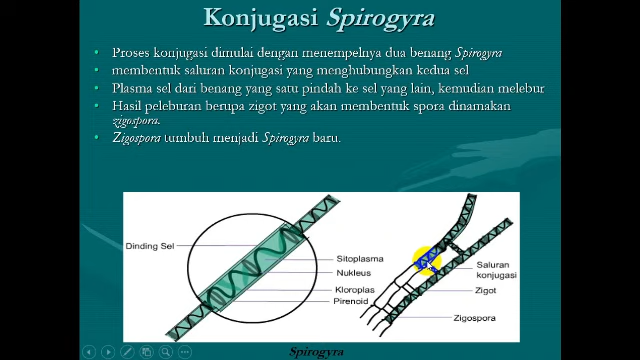 Konjugasi Spirogyra
Proses konjugasi dimulai dengan menempelnya dua benang Spirogyra
membentuk saluran konjugasi yang menghubungkan kedua sel
Plasma sel dari benang yang satu pindah ke sel yang lain, kemudian melebur
Hasil peleburan berupa zigot yang akan membentuk spora dinamakan
zigospora.
Zigospora tumbuh menjadi Spirogyra baru.
Dinding Sel
Sitoplasma
Nukleus
Kloroplas
Pirenoid
Saluran
konjugasi
Zigot
Zigospora
Spirogyra